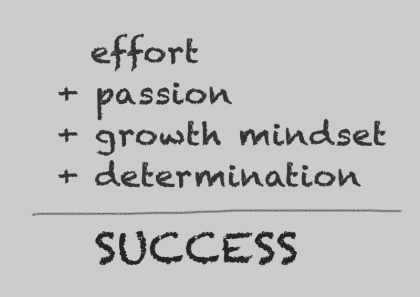 effort
+ passion
+ growth mindset
+ determination
SUCCESS